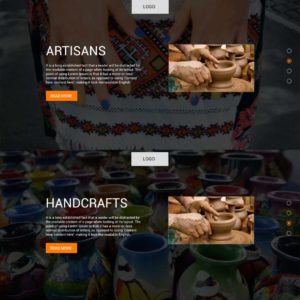 LOGO
ARTISANS
It is a long established fact that a reader will be distracted by
the readable content of a page when looking at its layout. The
point of using Lorem Ipsum is that it has a more-or-less
normal distribution of letters, as opposed to using 'Content
here, content here', making it look like readable English.
READ MORE
LOGO
HANDCRAFTS
It is a long established fact that a reader will be distracted by
the readable content of a page when looking at its layout. The
point of using Lorem Ipsum is that it has a more-or-less
normal distribution of letters, as opposed to using 'Content
here, content here', making it look like readable English.
READ MORE